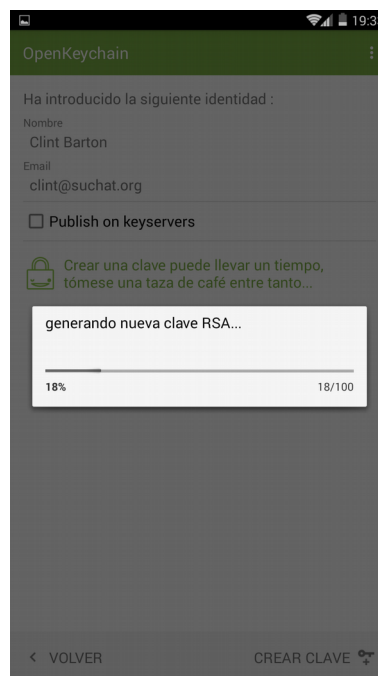 19:3
OpenKeychain
Ha introducido la siguiente identidad :
Nombre
Clint Barton
Email
clint@suchat.org
Publish on keyservers
Crear una clave puede llevar un tiempo,
tómese una taza de café entre tanto...
generando nueva clave RSA...
18% 18/100
VOLVER CREAR CLAVE